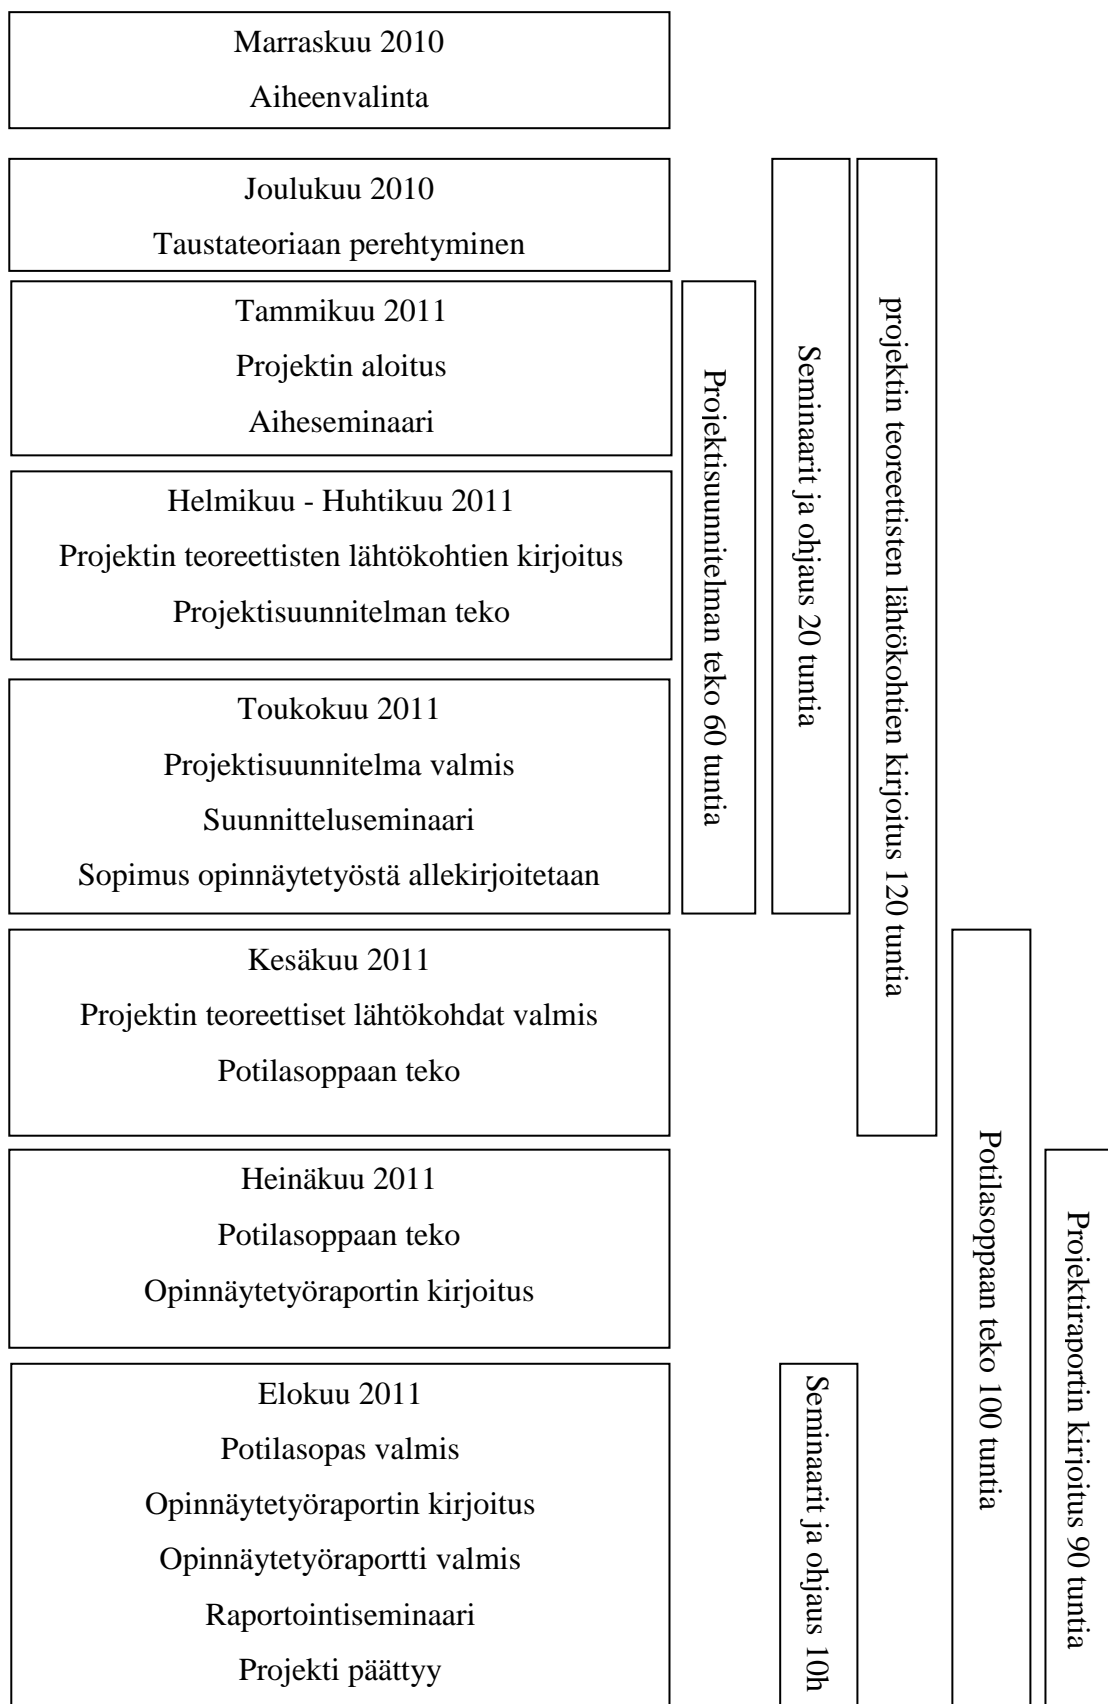 Marraskuu 2010
Aiheenvalinta
Joulukuu 2010
Taustateoriaan perehtyminen
Tammikuu 2011
Projektin aloitus
Aiheseminaari
Helmikuu - Huhtikuu 2011
Projektin teoreettisten lähtökohtien kirjoitus
Projektisuunnitelman teko
Toukokuu 2011
Projektisuunnitelma valmis
Suunnitteluseminaari
Sopimus opinnäytetyöstä allekirjoitetaan
Kesäkuu 2011
Projektin teoreettiset lähtökohdat valmis
Potilasoppaan teko
Heinäkuu 2011
Potilasoppaan teko
Opinnäytetyöraportin kirjoitus
Elokuu 2011
Potilasopas valmis
Opinnäytetyöraportin kirjoitus
Opinnäytetyöraportti valmis
Raportointiseminaari
Projekti päättyy
Projektisuunnitelman teko 60 tuntia
Seminaarit ja ohjaus 20 tuntia
projektin teoreettisten lähtökohtien kirjoitus 120 tuntia
Seminaarit ja ohjaus 10h
Potilasoppaan teko 100 tuntia
Projektiraportin kirjoitus 90 tuntia